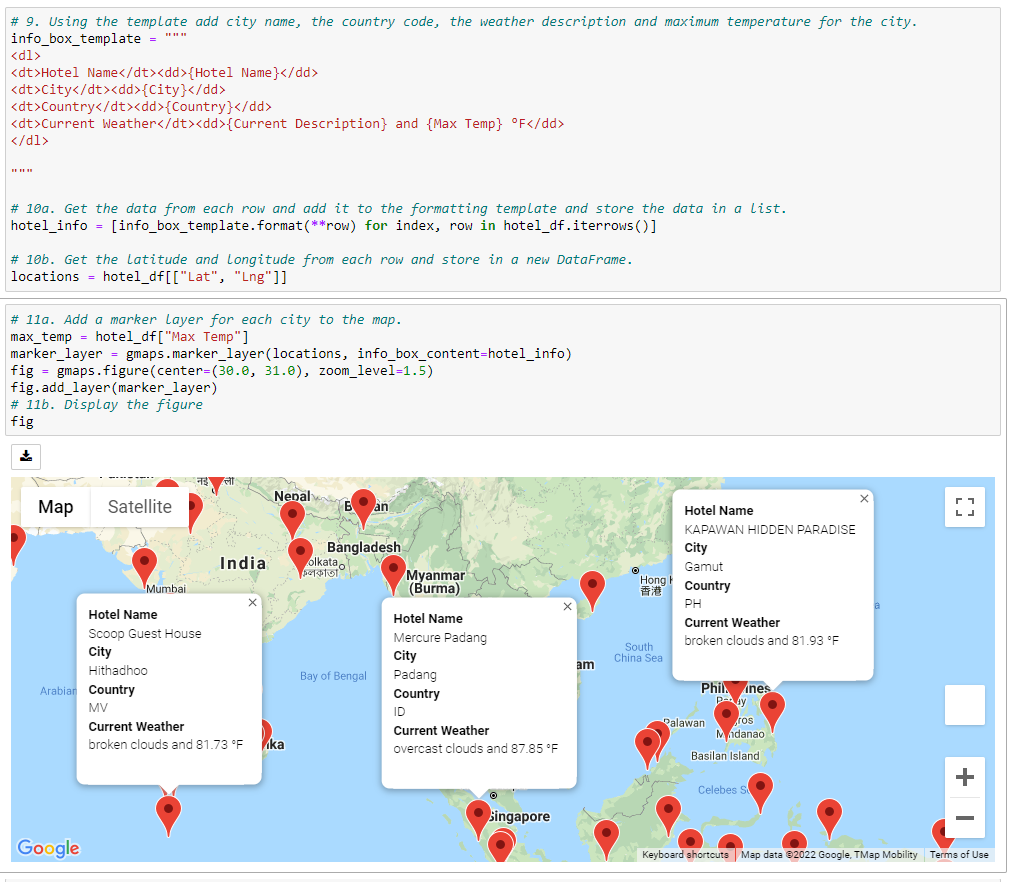 # 9. Using the template add city name, the country code, the weather description and maximum temperature for the city.
info_box_template = """
<dl>
<dt>Hotel Name</dt><dd>{Hotel Name}</dd>
<dt>City</dt><dd>{City}</dd>
<dt>Country</dt><dd>{Country}</dd>
<dt>Current Weather</dt><dd>{Current Description} and {Max Temp} °F</dd>
</dl>
"""
# 10a. Get the data from each row and add it to the formatting template and store the data in a list.
hotel_info = [info_box_template.format(**row) for index, row in hotel_df.iterrows()]
# 10b. Get the latitude and longitude from each row and store in a new DataFrame.
locations = hotel_df[["Lat", "Lng"]]
# 11a. Add a marker layer for each city to the map.
max_temp = hotel_df["Max Temp"]
marker_layer = gmaps.marker_layer(locations, info_box_content=hotel_info)
fig = gmaps.figure(center=(30.0, 31.0), zoom_level=1.5)
fig.add_layer(marker_layer)
# 11b. Display the figure
fig
Map
Satellite
Nepal
Bangladesh
India
Mumbai
Myanmar
(Burma)
Hong
香港
South
China Sea
Bay of Bengal
Arabian
Hotel Name
Scoop Guest House
City
Hithadhoo
Country
MV
Current Weather
broken clouds and 81.73 °F
Hotel Name
Mercure Padang
City
Padang
Country
ID
Current Weather
overcast clouds and 87.85 °F
Hotel Name
KAPAWAN HIDDEN PARADISE
City
Gamut
Country
PH
Current Weather
broken clouds and 81.93 °F
Palawan
Basilan Island
Celebes
Singapore
Google
Keyboard shortcuts
Map data ©2022 Google, TMap Mobility
Terms of Use